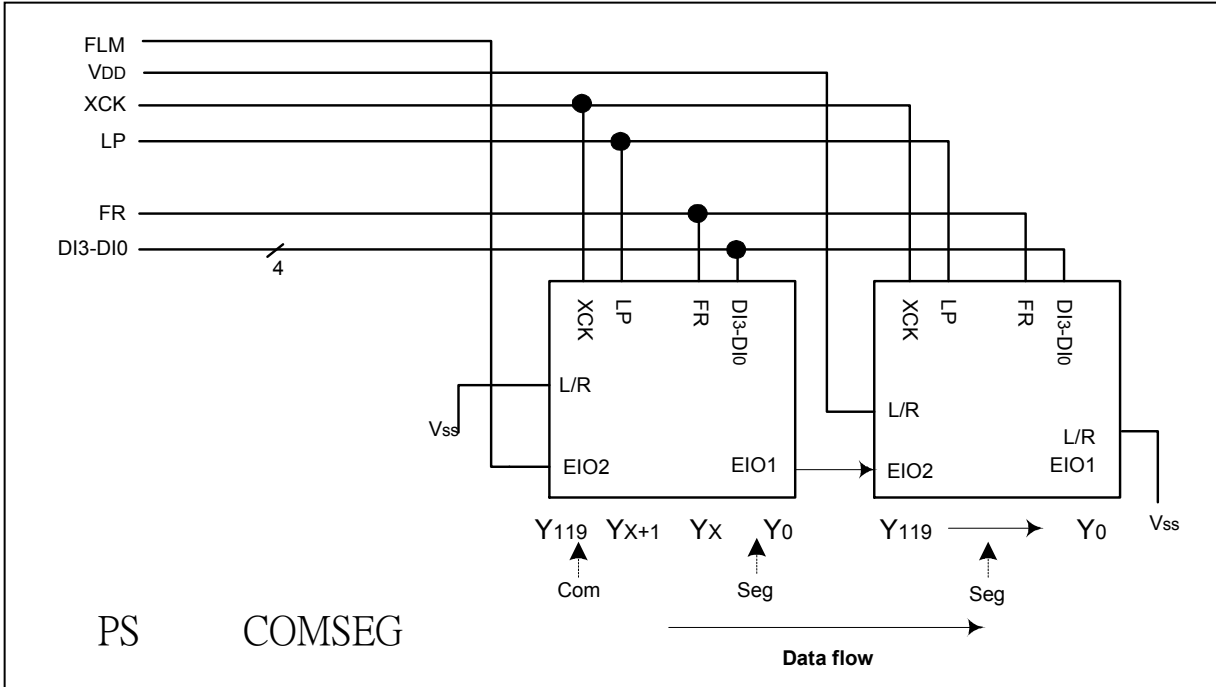 FLM
VDD
XCK
LP
FR
DI3-DI0
4
XCK LP FR DI3-DI0
XCK LP FR DI3-DI0
L/R
L/R
Vss
L/R
EIO2 EIO1
EIO2 EIO1
Y119 YX+1 YX Y0
Y119 Y0
Vss
Com Seg Seg
PS COMSEG
Data flow